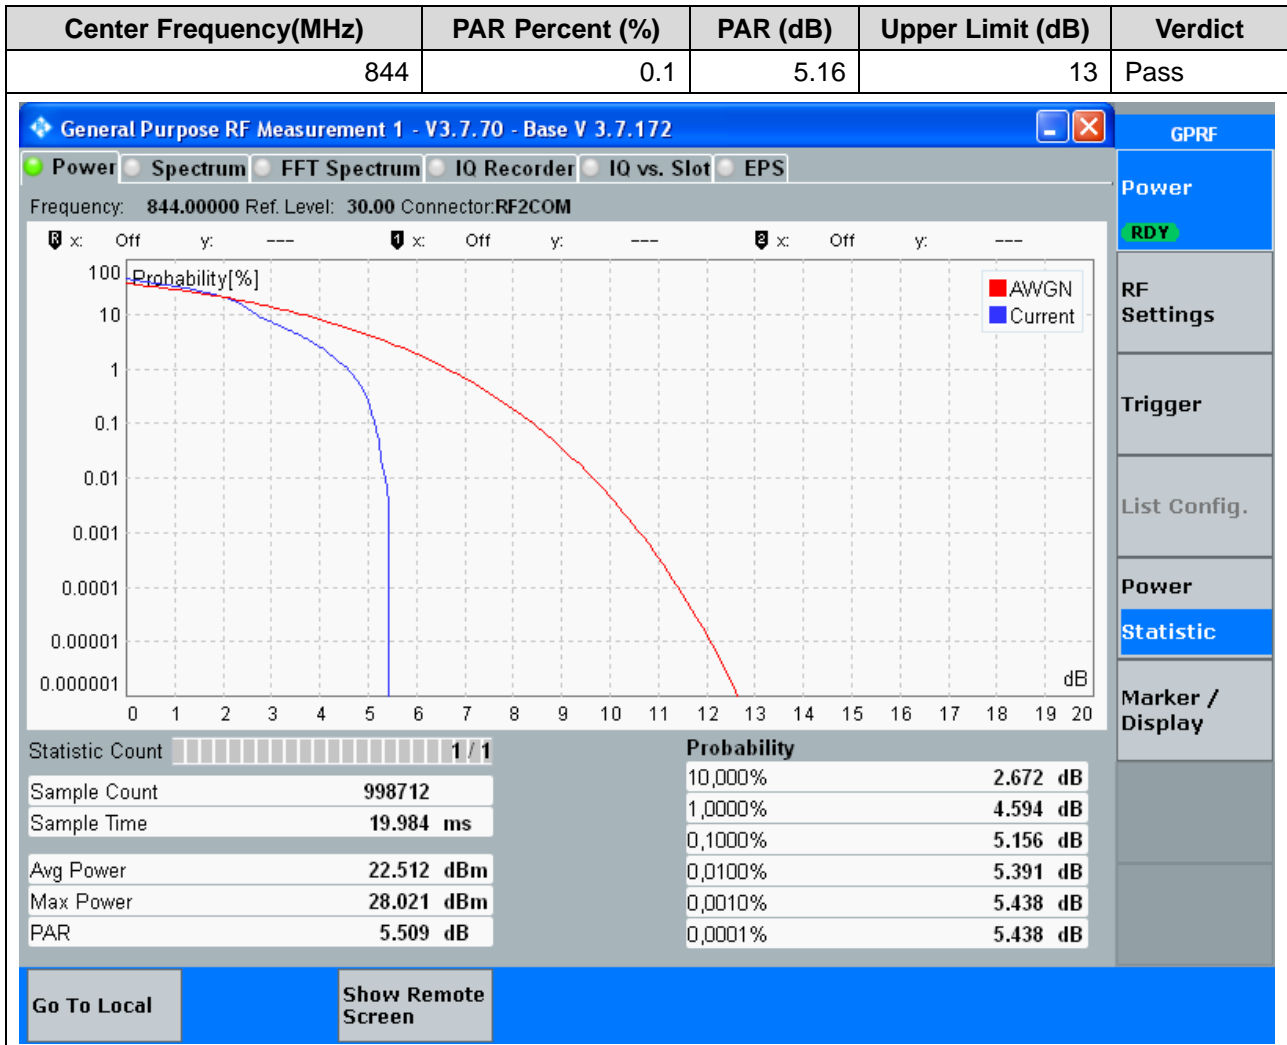 Center Frequency(MHz) PAR Percent (%) PAR (dB) Upper Limit (dB) Verdict
844 0.1 5.16 13 Pass
General Purpose RF Measurement 1 - V3.7.70 - Base V 3.7.172
GPRF
Power Spectrum FFT Spectrum IQ Recorder IQ vs. Slot EPS
Frequency: 844.00000 Ref. Level: 30.00 Connector:RF2COM
R x: Off y: --- 1 x: Off y: --- 2 x: Off y: ---
Probability[%]
AWGN
Current
100
10
1
0.1
0.01
0.001
0.0001
0.00001
0.000001
dB
0 1 2 3 4 5 6 7 8 9 10 11 12 13 14 15 16 17 18 19 20
Statistic Count 1 / 1
Sample Count 998712
Sample Time 19.984 ms
Avg Power 22.512 dBm
Max Power 28.021 dBm
PAR 5.509 dB
Probability
10,000% 2.672 dB
1,0000% 4.594 dB
0,1000% 5.156 dB
0,0100% 5.391 dB
0,0010% 5.438 dB
0,0001% 5.438 dB
Power
RDY
RF
Settings
Trigger
List Config.
Power
Statistic
Marker /
Display
Go To Local
Show Remote
Screen